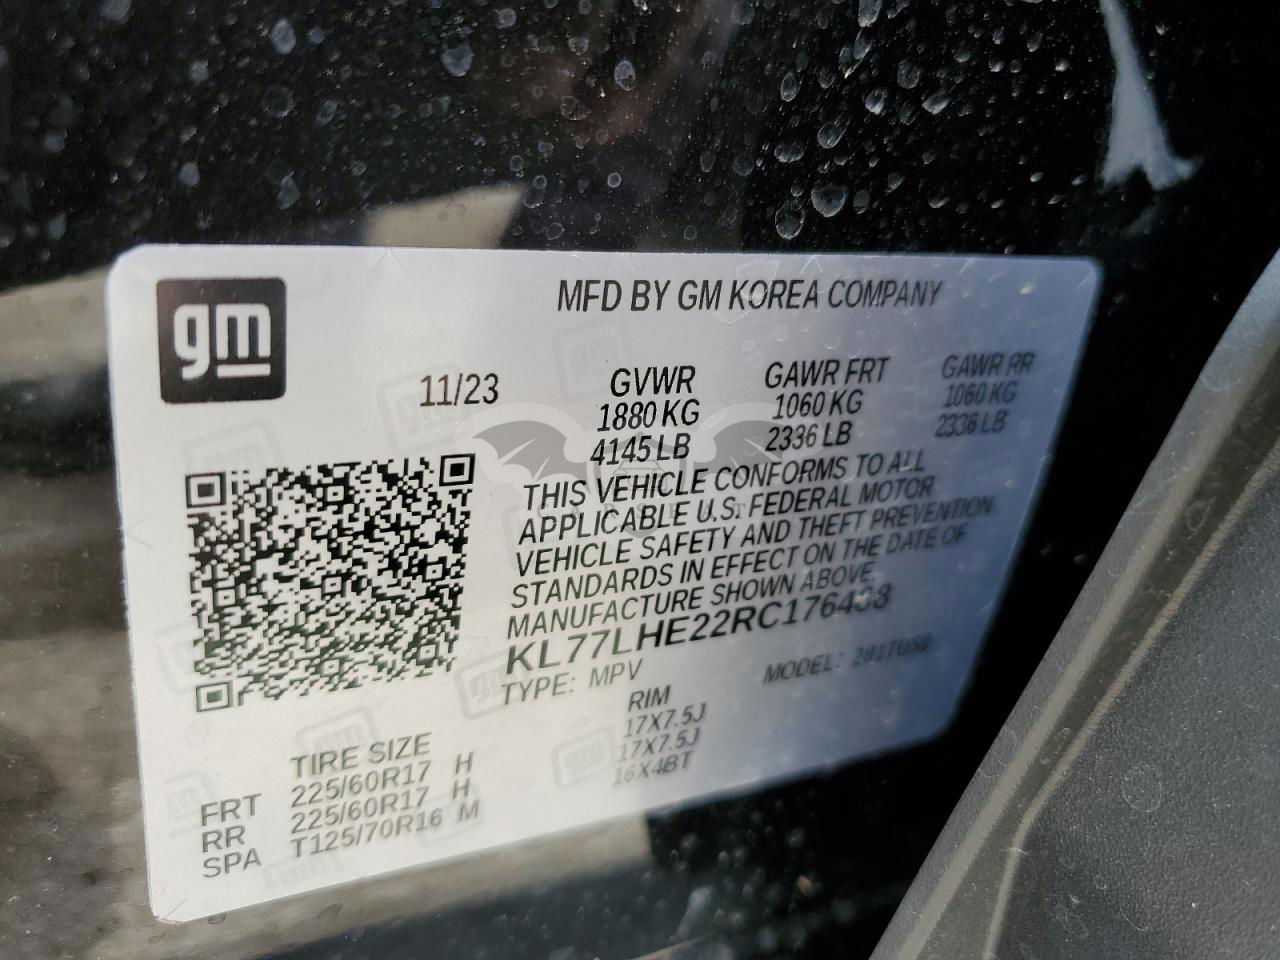 gm
MFD BY GM KOREA COMPANY
11/23 GVWR GAWR FRT GAWR RR
1880 KG 1060 KG 1060 KG
4145 LB 2336 LB 2336 LB
THIS VEHICLE CONFORMS TO ALL
APPLICABLE U.S. FEDERAL MOTOR
VEHICLE SAFETY AND THEFT PREVENTION
STANDARDS IN EFFECT ON THE DATE OF
MANUFACTURE SHOWN ABOVE.
TYPE: MPV MODEL:
TIRE SIZE RIM
FRT 225/60R17 H 17X7.5J
RR 225/60R17 H 17X7.5J
SPA T125/70R16 M 16X4BT